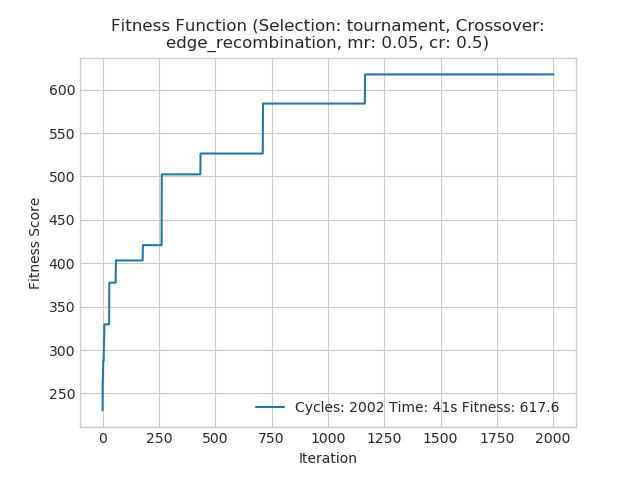 Fitness Function (Selection: tournament, Crossover:
edge_recombination, mr: 0.05, cr: 0.5)
600
550
500
450
400
350
300
250
Fitness Score
Cycles: 2002 Time: 41s Fitness: 617.6
0 250 500 750 1000 1250 1500 1750 2000
Iteration